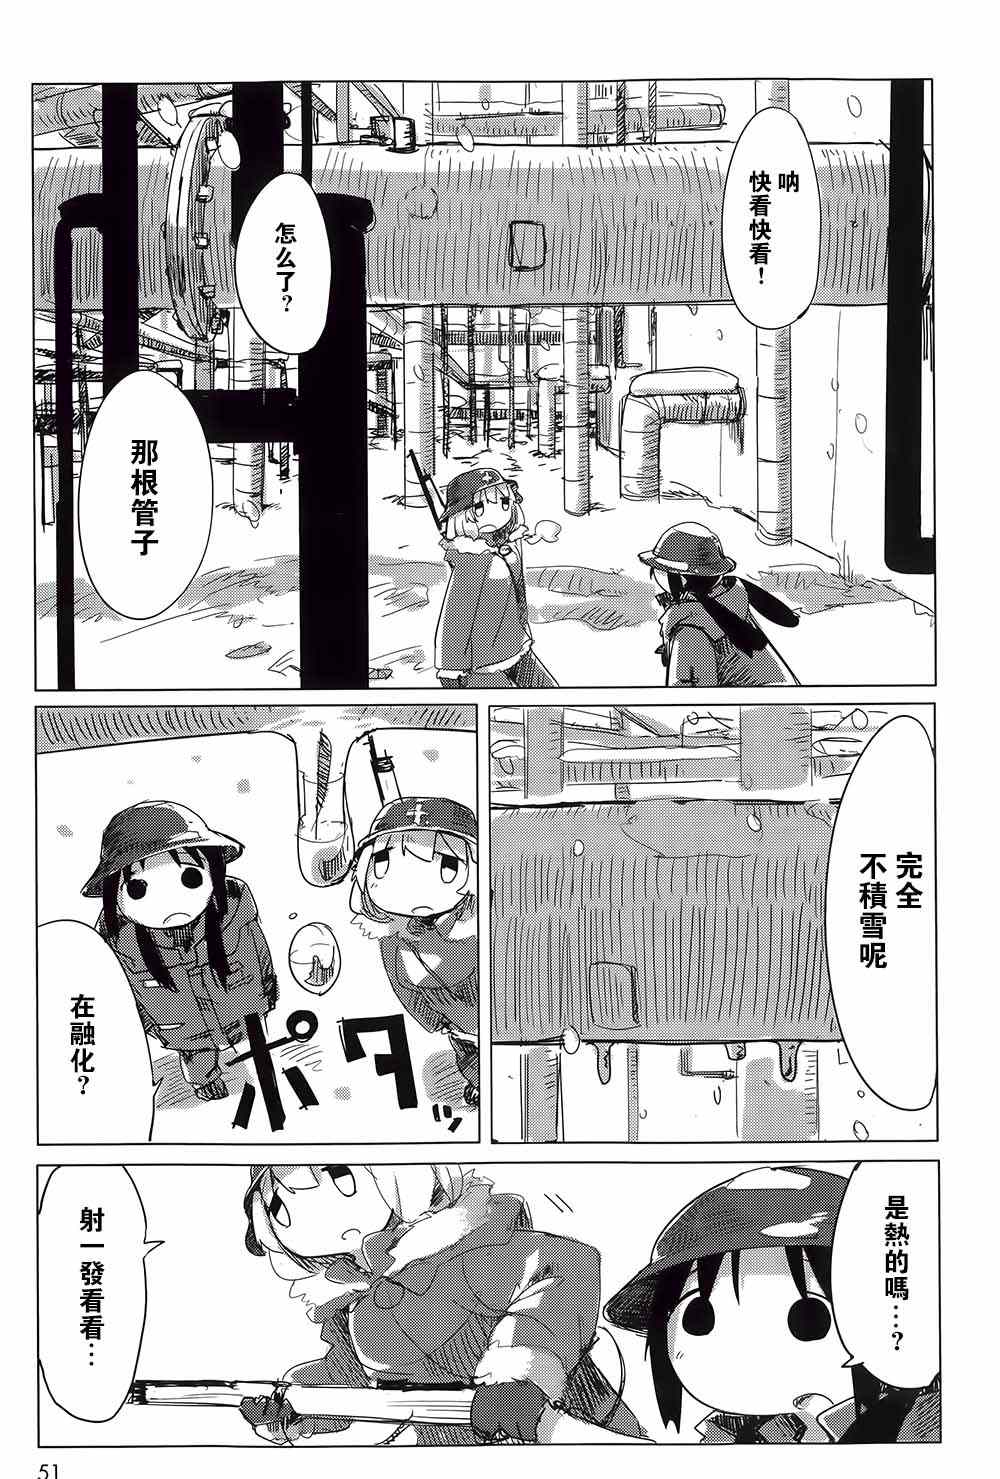 呐
快看快看！
怎么了？
那根管子
完全
不積雪呢
在融化？
ポタッ
是熱的嗎…？
射一發看看…
51